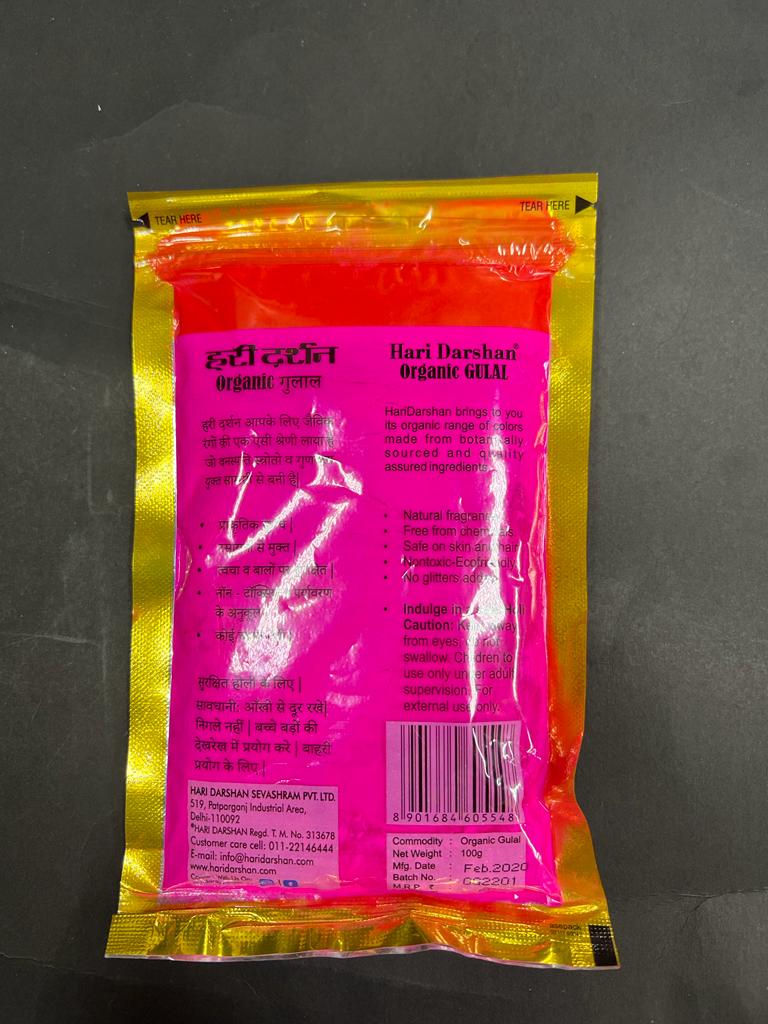 TEAR HERE
TEAR HERE
हरी दर्शन
Organic गुलाल
हरी दर्शन आपके लिए जैविक
रंगों की एक ऐसी श्रेणी लाया है
जो व गुण
युक्त से बनी है|
से मुक्त |
त्वचा व बालों पर
नॉन - पर्यावरण
के अनुकूल
कोई
सुरक्षित होली के लिए |
सावधानी: आँखो से दूर रखें|
निगले नहीं | बच्चे बड़ों की
देखरेख में प्रयोग करे | बाहरी
प्रयोग के लिए |
HARI DARSHAN SEVASHRAM PVT. LTD.
519, Patparganj Industrial Area,
Delhi-110092
®HARI DARSHAN Regd. T. M. No. 313678
Customer care cell: 011-22146444
E-mail: info@haridarshan.com
www.haridarshan.com
Hari Darshan®
Organic GULAL
HariDarshan brings to you
its organic range of colors
made from botanically
sourced and quality
assured ingredients.
• Natural fragrance
• Free from chemicals
• Safe on skin and hair
• Nontoxic-Ecofriendly
• No glitters added
• Indulge in Holi
Caution: Keep away
from eyes, do not
swallow. Children to
use only under adult
supervision. For
external use only.
8 901684 605548
Commodity : Organic Gulal
Net Weight : 100g
Mfg. Date : Feb.2020
Batch No. : OG2201
M.R.P. ₹
asepack